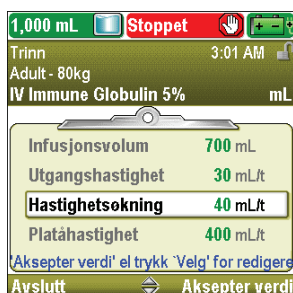 1,000 mL Stoppet
Trinn 3:01 AM
Adult - 80kg
IV Immune Globulin 5% mL
Infusjonsvolum 700 mL
Utgangshastighet 30 mL/t
Hastighetsøkning 40 mL/t
Platåhastighet 400 mL/t
'Aksepter verdi' el trykk `Velg' for redigere
Avslutt Aksepter verdi